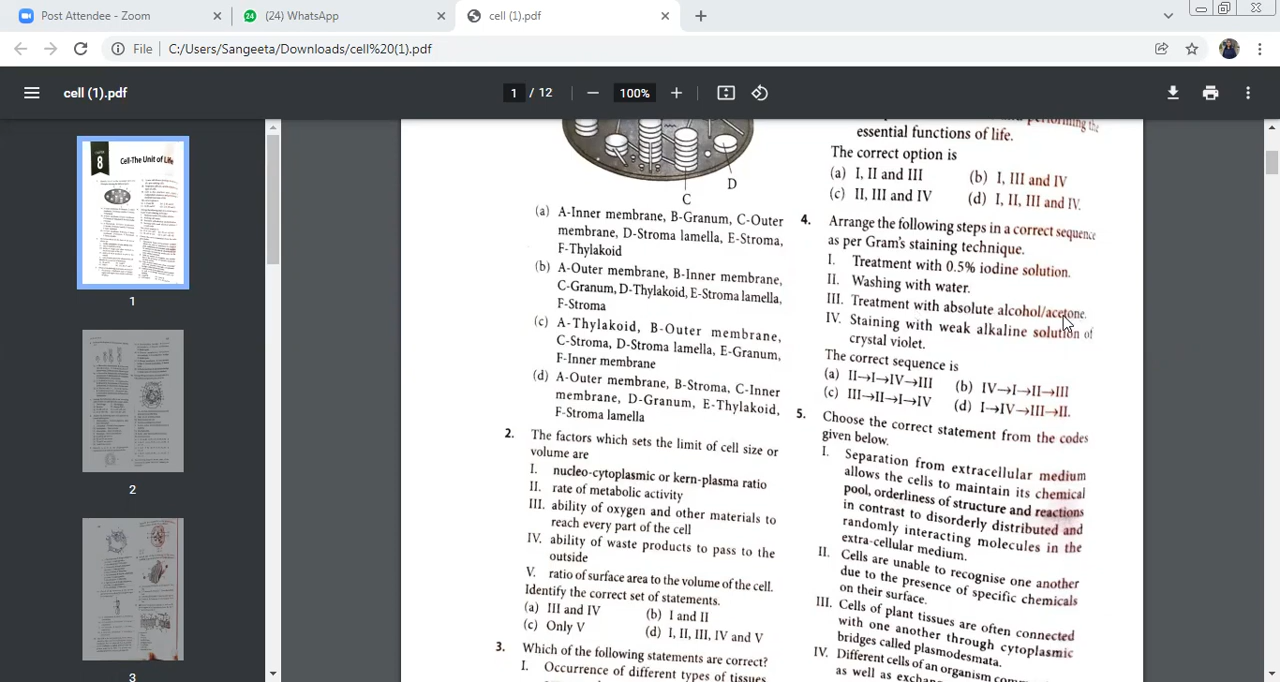 Post Attendee - Zoom
24
(24) WhatsApp
cell (1).pdf
File
C:/Users/Sangeeta/Downloads/cell%20(1).pdf
cell (1).pdf
1 / 12
100%
8
Cell-The Unit of Life
1
2
3
C
D
A-Inner membrane, B-Granum, C-Outer
membrane, D-Stroma lamella, E-Stroma,
F-Thylakoid
(b) A-Outer membrane, B-Inner membrane,
C-Granum, D-Thylakoid, E-Stroma lamella,
F-Stroma
(c) A-Thylakoid, B-Outer membrane,
C-Stroma, D-Stroma lamella, E-Granum,
F-Inner membrane
(d) A-Outer membrane, B-Stroma, C-Inner
membrane, D-Granum, E-Thylakoid,
F-Stroma lamella
2. The factors which sets the limit of cell size or
volume are
I. nucleo-cytoplasmic or kern-plasma ratio
II. rate of metabolic activity
III. ability of oxygen and other materials to
reach every part of the cell
IV. ability of waste products to pass to the
outside
V. ratio of surface area to the volume of the cell.
Identify the correct set of statements.
(a) III and IV (b) I and II
(c) Only V (d) I, II, III, IV and V
3. Which of the following statements are correct?
I. Occurrence of different types of tissues
performing the
essential functions of life.
The correct option is
(a) I, II and III (b) I, III and IV
(c) II, III and IV (d) I, II, III and IV.
4. Arrange the following steps in a correct sequence
as per Gram's staining technique.
I. Treatment with 0.5% iodine solution.
II. Washing with water.
III. Treatment with absolute alcohol/acetone.
IV. Staining with weak alkaline solution of
crystal violet.
The correct sequence is
(a) II→I→IV→III (b) IV→I→II→III
(c) III→II→I→IV (d) I→IV→III→II.
5. Choose the correct statement from the codes
given below.
I. Separation from extracellular medium
allows the cells to maintain its chemical
pool, orderliness of structure and reactions
in contrast to disorderly distributed and
randomly interacting molecules in the
extra-cellular medium.
II. Cells are unable to recognise one another
due to the presence of specific chemicals
on their surface.
III. Cells of plant tissues are often connected
with one another through cytoplasmic
bridges called plasmodesmata.
IV. Different cells of an organism
as well as